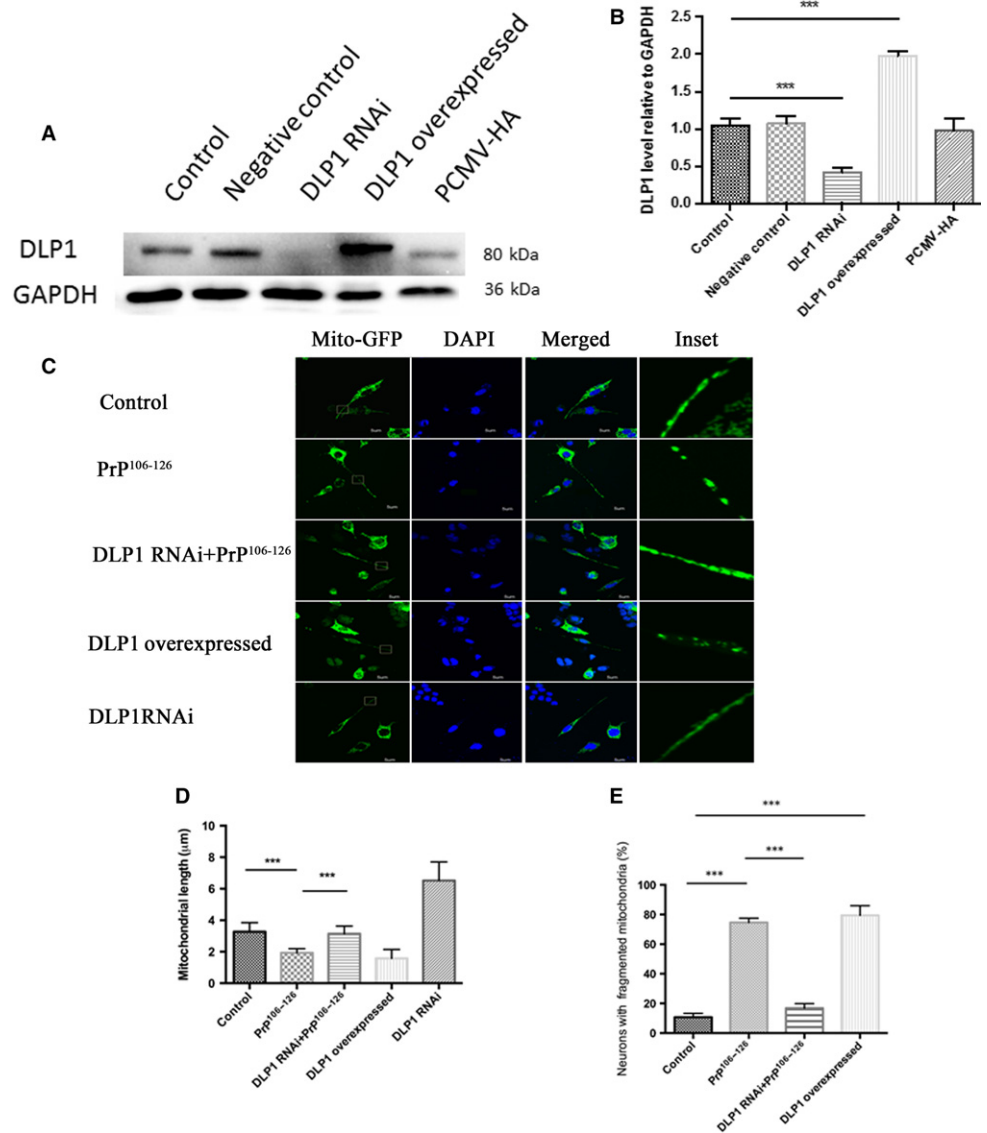 A
Control
Negative control
DLP1 RNAi
DLP1 overexpressed
PCMV-HA
DLP1
80 kDa
GAPDH
36 kDa
B
***
***
DLP1 level relative to GAPDH
2.5
2.0
1.5
1.0
0.5
0.0
Control
Negative control
DLP1 RNAi
DLP1 overexpressed
PCMV-HA
C
Mito-GFP DAPI Merged Inset
Control
PrP106-126
DLP1 RNAi+PrP106-126
DLP1 overexpressed
DLP1RNAi
D
Mitochondrial length (µm)
10
8
6
4
2
0
*** ***
Control
PrP106–126
DLP1 RNAi+PrP106–126
DLP1 overexpressed
DLP1 RNAi
E
***
***
***
Neurons with fragmented mitochondria (%)
100
80
60
40
20
0
Control
PrP106–126
DLP1 RNAi+PrP106–126
DLP1 overexpressed